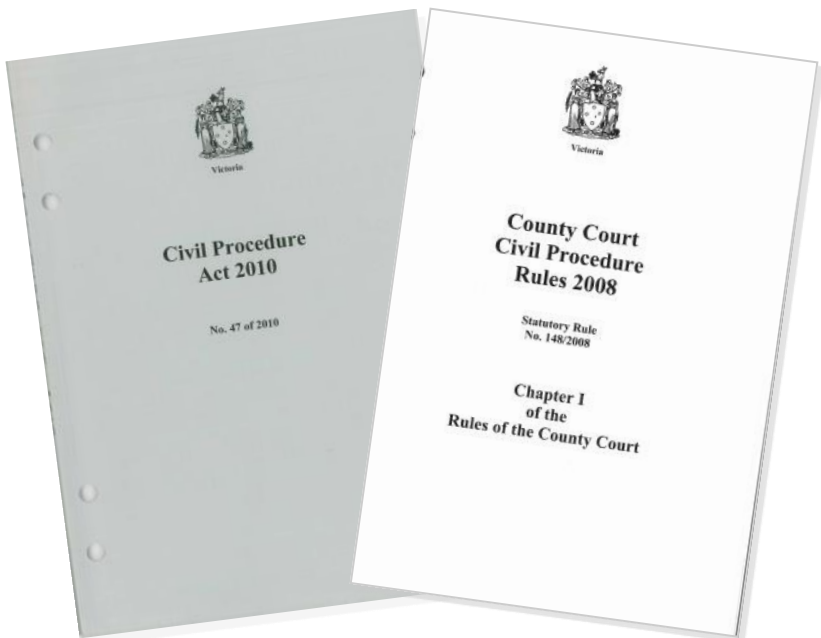 Victoria
Civil Procedure
Act 2010
No. 47 of 2010
Victoria
County Court
Civil Procedure
Rules 2008
Statutory Rule
No. 148/2008
Chapter I
of the
Rules of the County Court